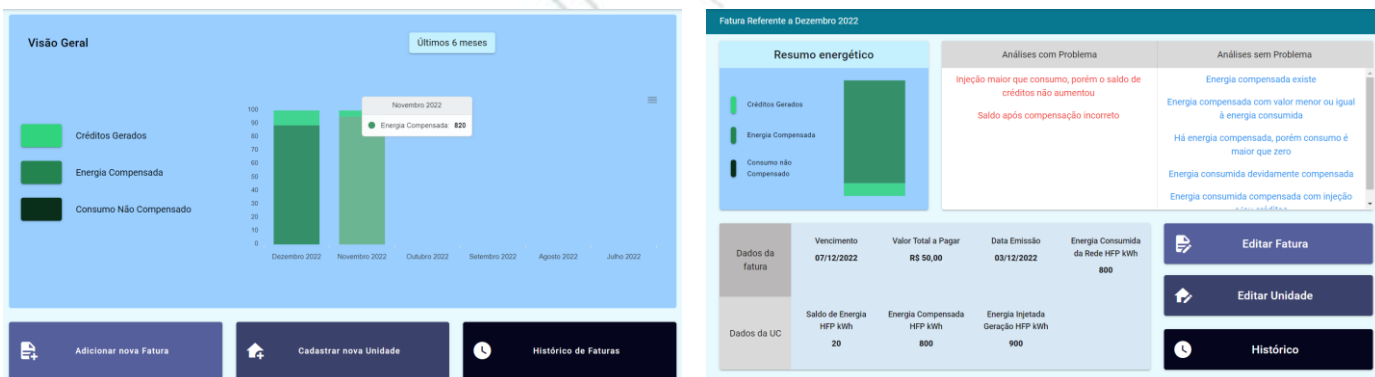 Visão Geral
Últimos 6 meses
Créditos Gerados
Energia Compensada
Consumo Não Compensado
100
90
80
70
60
50
40
30
20
10
0
Novembro 2022
Energia Compensada: 820
Dezembro 2022
Novembro 2022
Outubro 2022
Setembro 2022
Agosto 2022
Julho 2022
Adicionar nova Fatura
Cadastrar nova Unidade
Histórico de Faturas
Fatura Referente a Dezembro 2022
Resumo energético
Créditos Gerados
Energia Compensada
Consumo não
Compensado
Análises com Problema
Injeção maior que consumo, porém o saldo de
créditos não aumentou
Saldo após compensação incorreto
Análises sem Problema
Energia compensada existe
Energia compensada com valor menor ou igual
à energia consumida
Há energia compensada, porém consumo é
maior que zero
Energia consumida devidamente compensada
Energia consumida compensada com injeção
Dados da
fatura
Vencimento
07/12/2022
Valor Total a Pagar
R$ 50,00
Data Emissão
03/12/2022
Energia Consumida
da Rede HFP kWh
800
Dados da UC
Saldo de Energia
HFP kWh
20
Energia Compensada
HFP kWh
800
Energia Injetada
Geração HFP kWh
900
Editar Fatura
Editar Unidade
Histórico